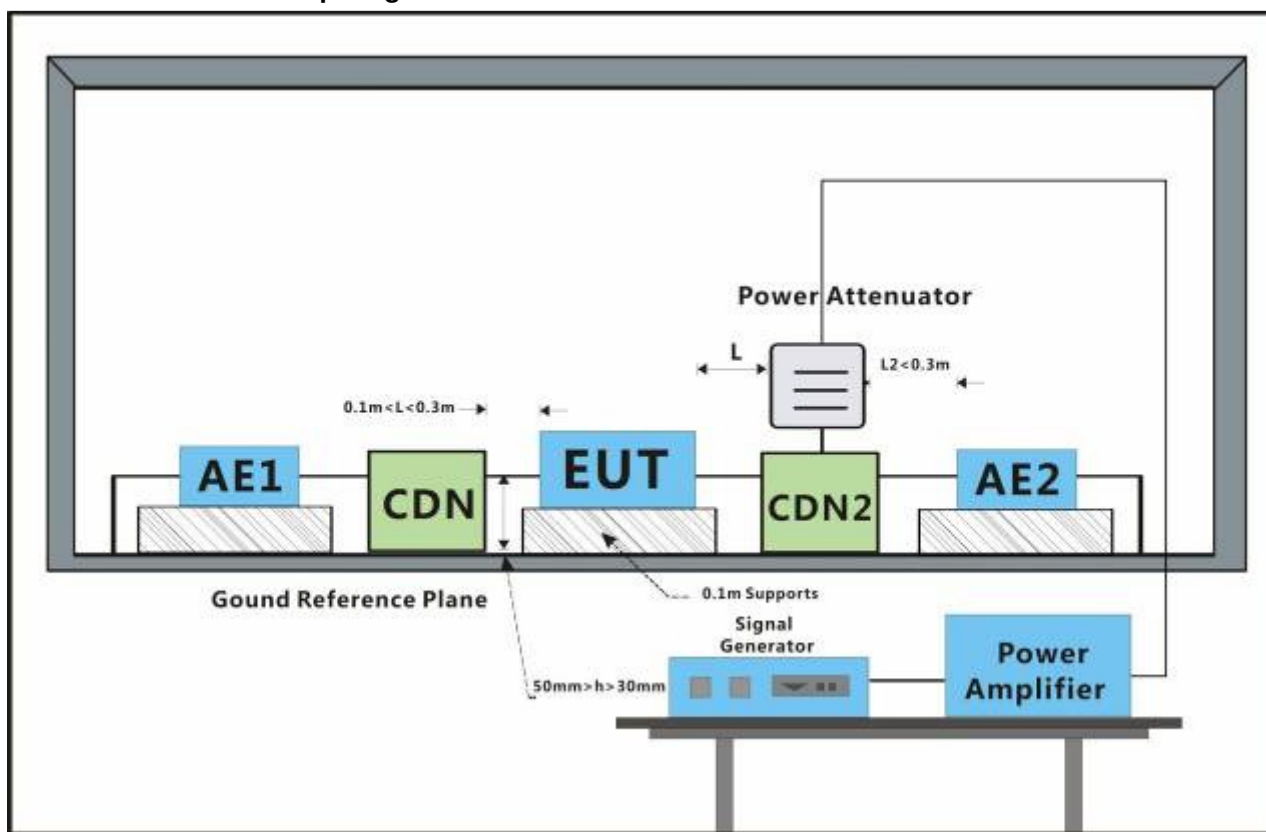 Power Attenuator
L
L2<0.3m
0.1m<L<0.3m
AE1
CDN
EUT
CDN2
AE2
Gound Reference Plane
0.1m Supports
Signal
Generator
50mm>h>30mm
Power
Amplifier